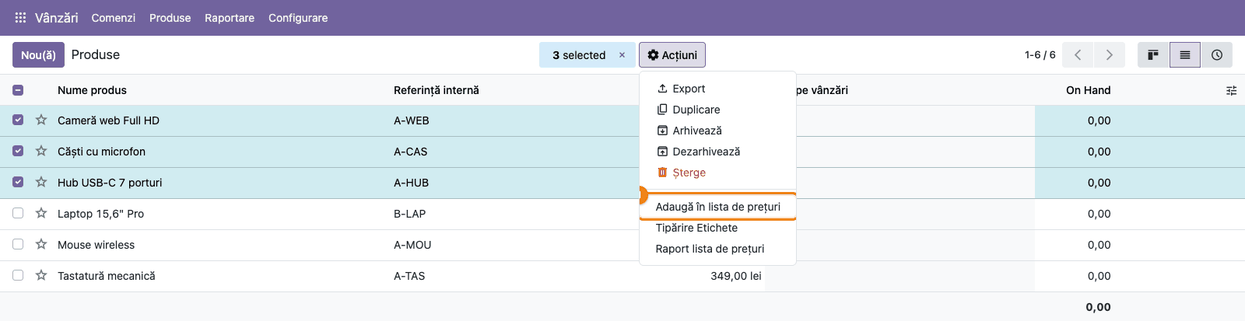 Vânzări Comenzi Produse Raportare Configurare
Nou(ă) Produse 3 selected × Acțiuni 1-6 / 6
Nume produs Referință internă pe vânzări On Hand
Cameră web Full HD A-WEB 0,00
Căști cu microfon A-CAS 0,00
Hub USB-C 7 porturi A-HUB 0,00
Laptop 15,6" Pro B-LAP 0,00
Mouse wireless A-MOU 0,00
Tastatură mecanică A-TAS 349,00 lei 0,00
0,00
Export
Duplicare
Arhivează
Dezarhivează
Șterge
Adaugă în lista de prețuri
Tipărire Etichete
Raport lista de prețuri